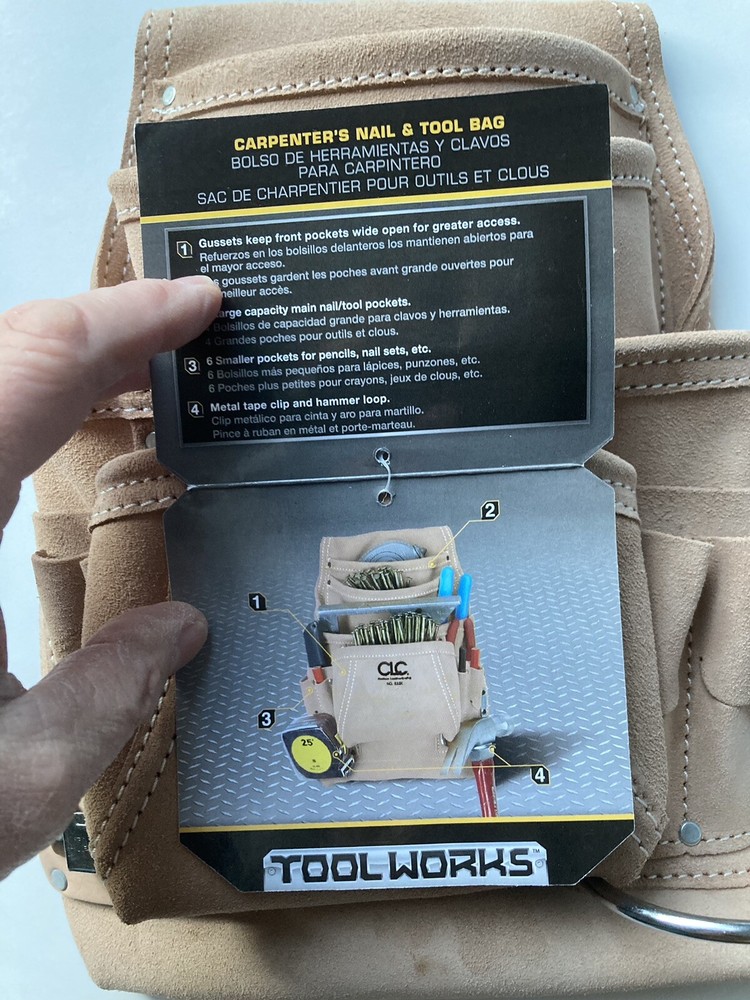 CARPENTER'S NAIL & TOOL BAG
BOLSO DE HERRAMIENTAS Y CLAVOS
PARA CARPINTERO
SAC DE CHARPENTIER POUR OUTILS ET CLOUS
1 Gussets keep front pockets wide open for greater access.
Refuerzos en los bolsillos delanteros los mantienen abiertos para
el mayor acceso.
goussets gardent les poches avant grande ouvertes pour
meilleur accès.
arge capacity main nail/tool pockets.
Bolsillos de capacidad grande para clavos y herramientas.
4 Grandes poches pour outils et clous.
3 6 Smaller pockets for pencils, nail sets, etc.
6 Bolsillos más pequeños para lápices, punzones, etc.
6 Poches plus petites pour crayons, jeux de clous, etc.
4 Metal tape clip and hammer loop.
Clip metálico para cinta y aro para martillo.
Pince à ruban en métal et porte-marteau.
2
1
CLC
3
25'
4
TOOL WORKS™